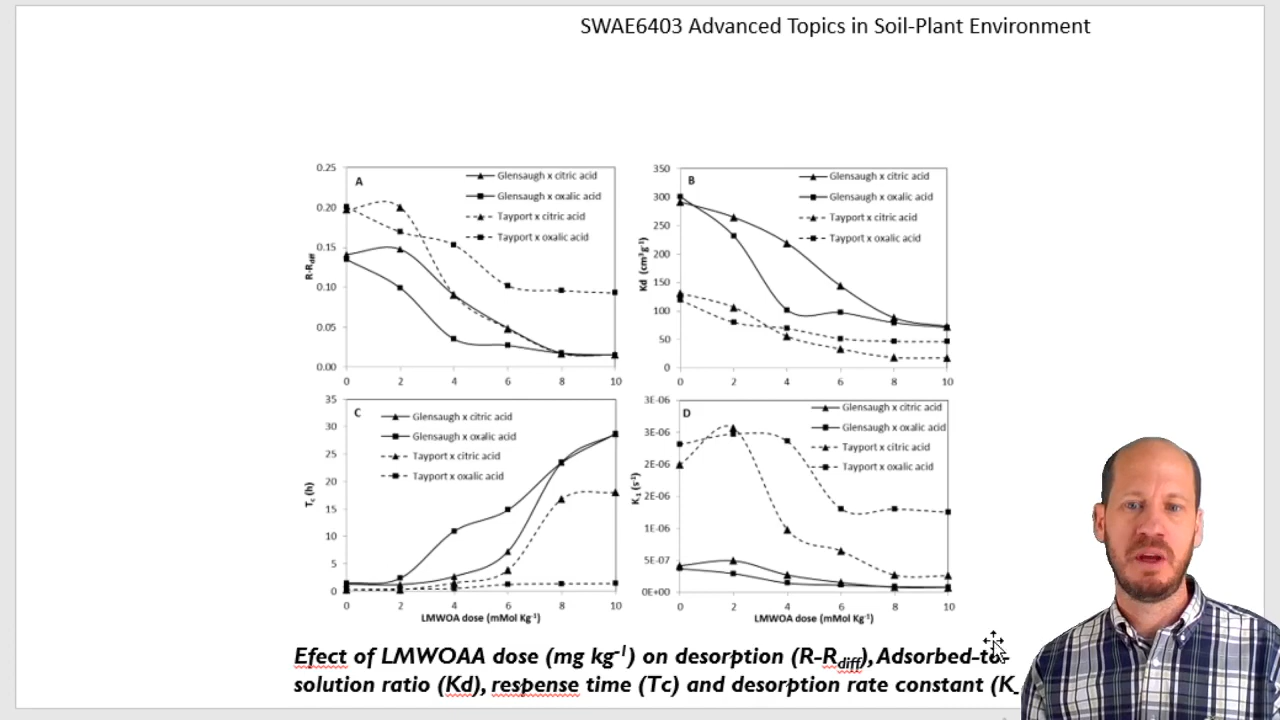 SWAE6403 Advanced Topics in Soil-Plant Environment
A
Glensaugh x citric acid
Glensaugh x oxalic acid
Tayport x citric acid
Tayport x oxalic acid
R-Rdiff
0.25
0.20
0.15
0.10
0.05
0.00
0 2 4 6 8 10
B
Glensaugh x citric acid
Glensaugh x oxalic acid
Tayport x citric acid
Tayport x oxalic acid
Kd (cm³g⁻¹)
350
300
250
200
150
100
50
0
0 2 4 6 8 10
C
Glensaugh x citric acid
Glensaugh x oxalic acid
Tayport x citric acid
Tayport x oxalic acid
Tc (h)
35
30
25
20
15
10
5
0
0 2 4 6 8 10
LMWOA dose (mMol Kg⁻¹)
D
Glensaugh x citric acid
Glensaugh x oxalic acid
Tayport x citric acid
Tayport x oxalic acid
K-1 (s⁻¹)
3E-06
3E-06
2E-06
2E-06
1E-06
5E-07
0E+00
0 2 4 6 8 10
LMWOA dose (mMol Kg⁻¹)
Efect of LMWOAA dose (mg kg⁻¹) on desorption (R-Rdiff), Adsorbed-to-
solution ratio (Kd), respense time (Tc) and desorption rate constant (K-